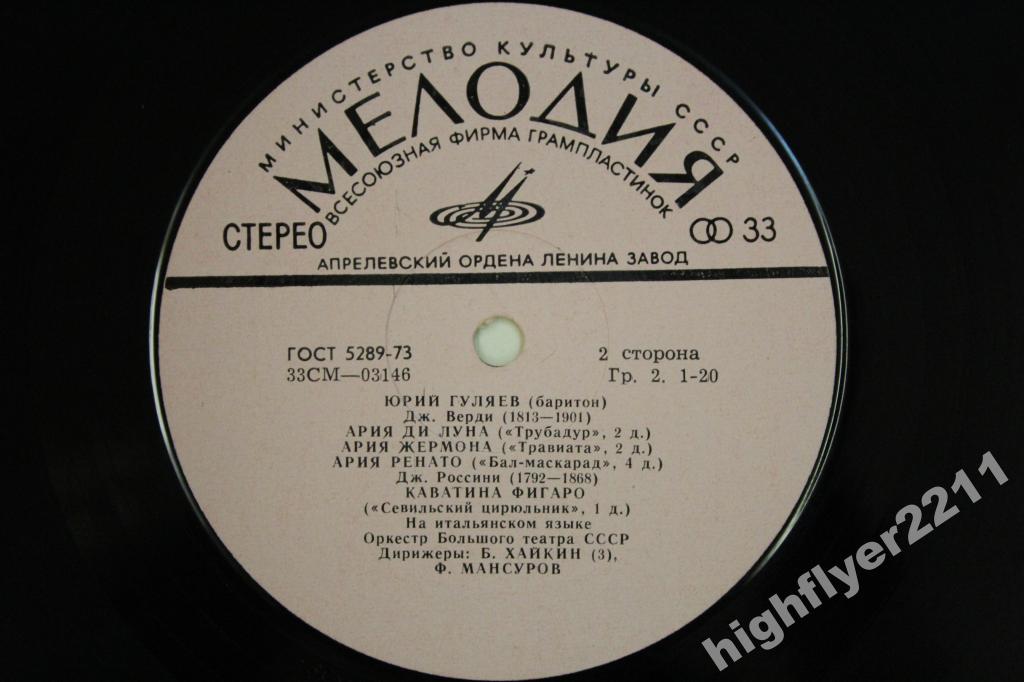 МИНИСТЕРСТВО КУЛЬТУРЫ СССР
МЕЛОДИЯ
ВСЕСОЮЗНАЯ ФИРМА ГРАМПЛАСТИНОК
СТЕРЕО 33
АПРЕЛЕВСКИЙ ОРДЕНА ЛЕНИНА ЗАВОД
ГОСТ 5289-73 2 сторона
33СМ—03146 Гр. 2. 1-20
ЮРИЙ ГУЛЯЕВ (баритон)
Дж. Верди (1813—1901)
АРИЯ ДИ ЛУНА («Трубадур», 2 д.)
АРИЯ ЖЕРМОНА («Травиата», 2 д.)
АРИЯ РЕНАТО («Бал-маскарад», 4 д.)
Дж. Россини (1792—1868)
КАВАТИНА ФИГАРО
(«Севильский цирюльник», 1 д.)
На итальянском языке
Оркестр Большого театра СССР
Дирижеры: Б. ХАЙКИН (3),
Ф. МАНСУРОВ
highflyer2211